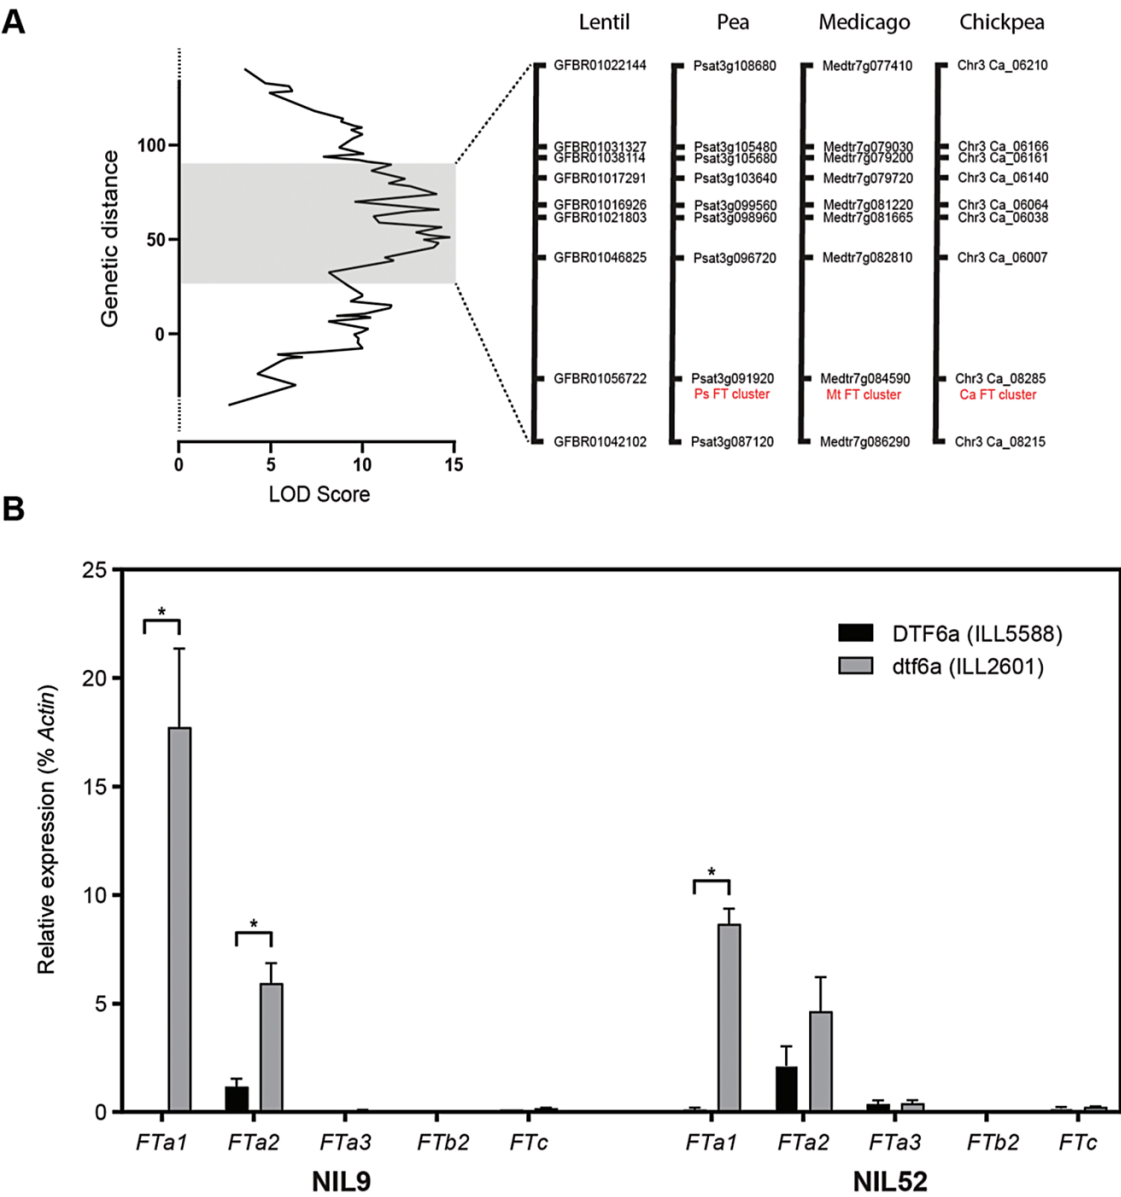 A
Lentil Pea Medicago Chickpea
GFBR01022144 Psat3g108680 Medtr7g077410 Chr3 Ca_06210
GFBR01031327 Psat3g105480 Medtr7g079030 Chr3 Ca_06166
GFBR01038114 Psat3g105680 Medtr7g079200 Chr3 Ca_06161
GFBR01017291 Psat3g103640 Medtr7g079720 Chr3 Ca_06140
GFBR01016926 Psat3g099560 Medtr7g081220 Chr3 Ca_06064
GFBR01021803 Psat3g098960 Medtr7g081665 Chr3 Ca_06038
GFBR01046825 Psat3g096720 Medtr7g082810 Chr3 Ca_06007
GFBR01056722 Psat3g091920 Medtr7g084590 Chr3 Ca_08285
Ps FT cluster Mt FT cluster Ca FT cluster
GFBR01042102 Psat3g087120 Medtr7g086290 Chr3 Ca_08215
Genetic distance
100
50
0
0 5 10 15
LOD Score
B
Relative expression (% Actin)
25
20
15
10
5
0
*
*
*
DTF6a (ILL5588)
dtf6a (ILL2601)
FTa1 FTa2 FTa3 FTb2 FTc FTa1 FTa2 FTa3 FTb2 FTc
NIL9 NIL52